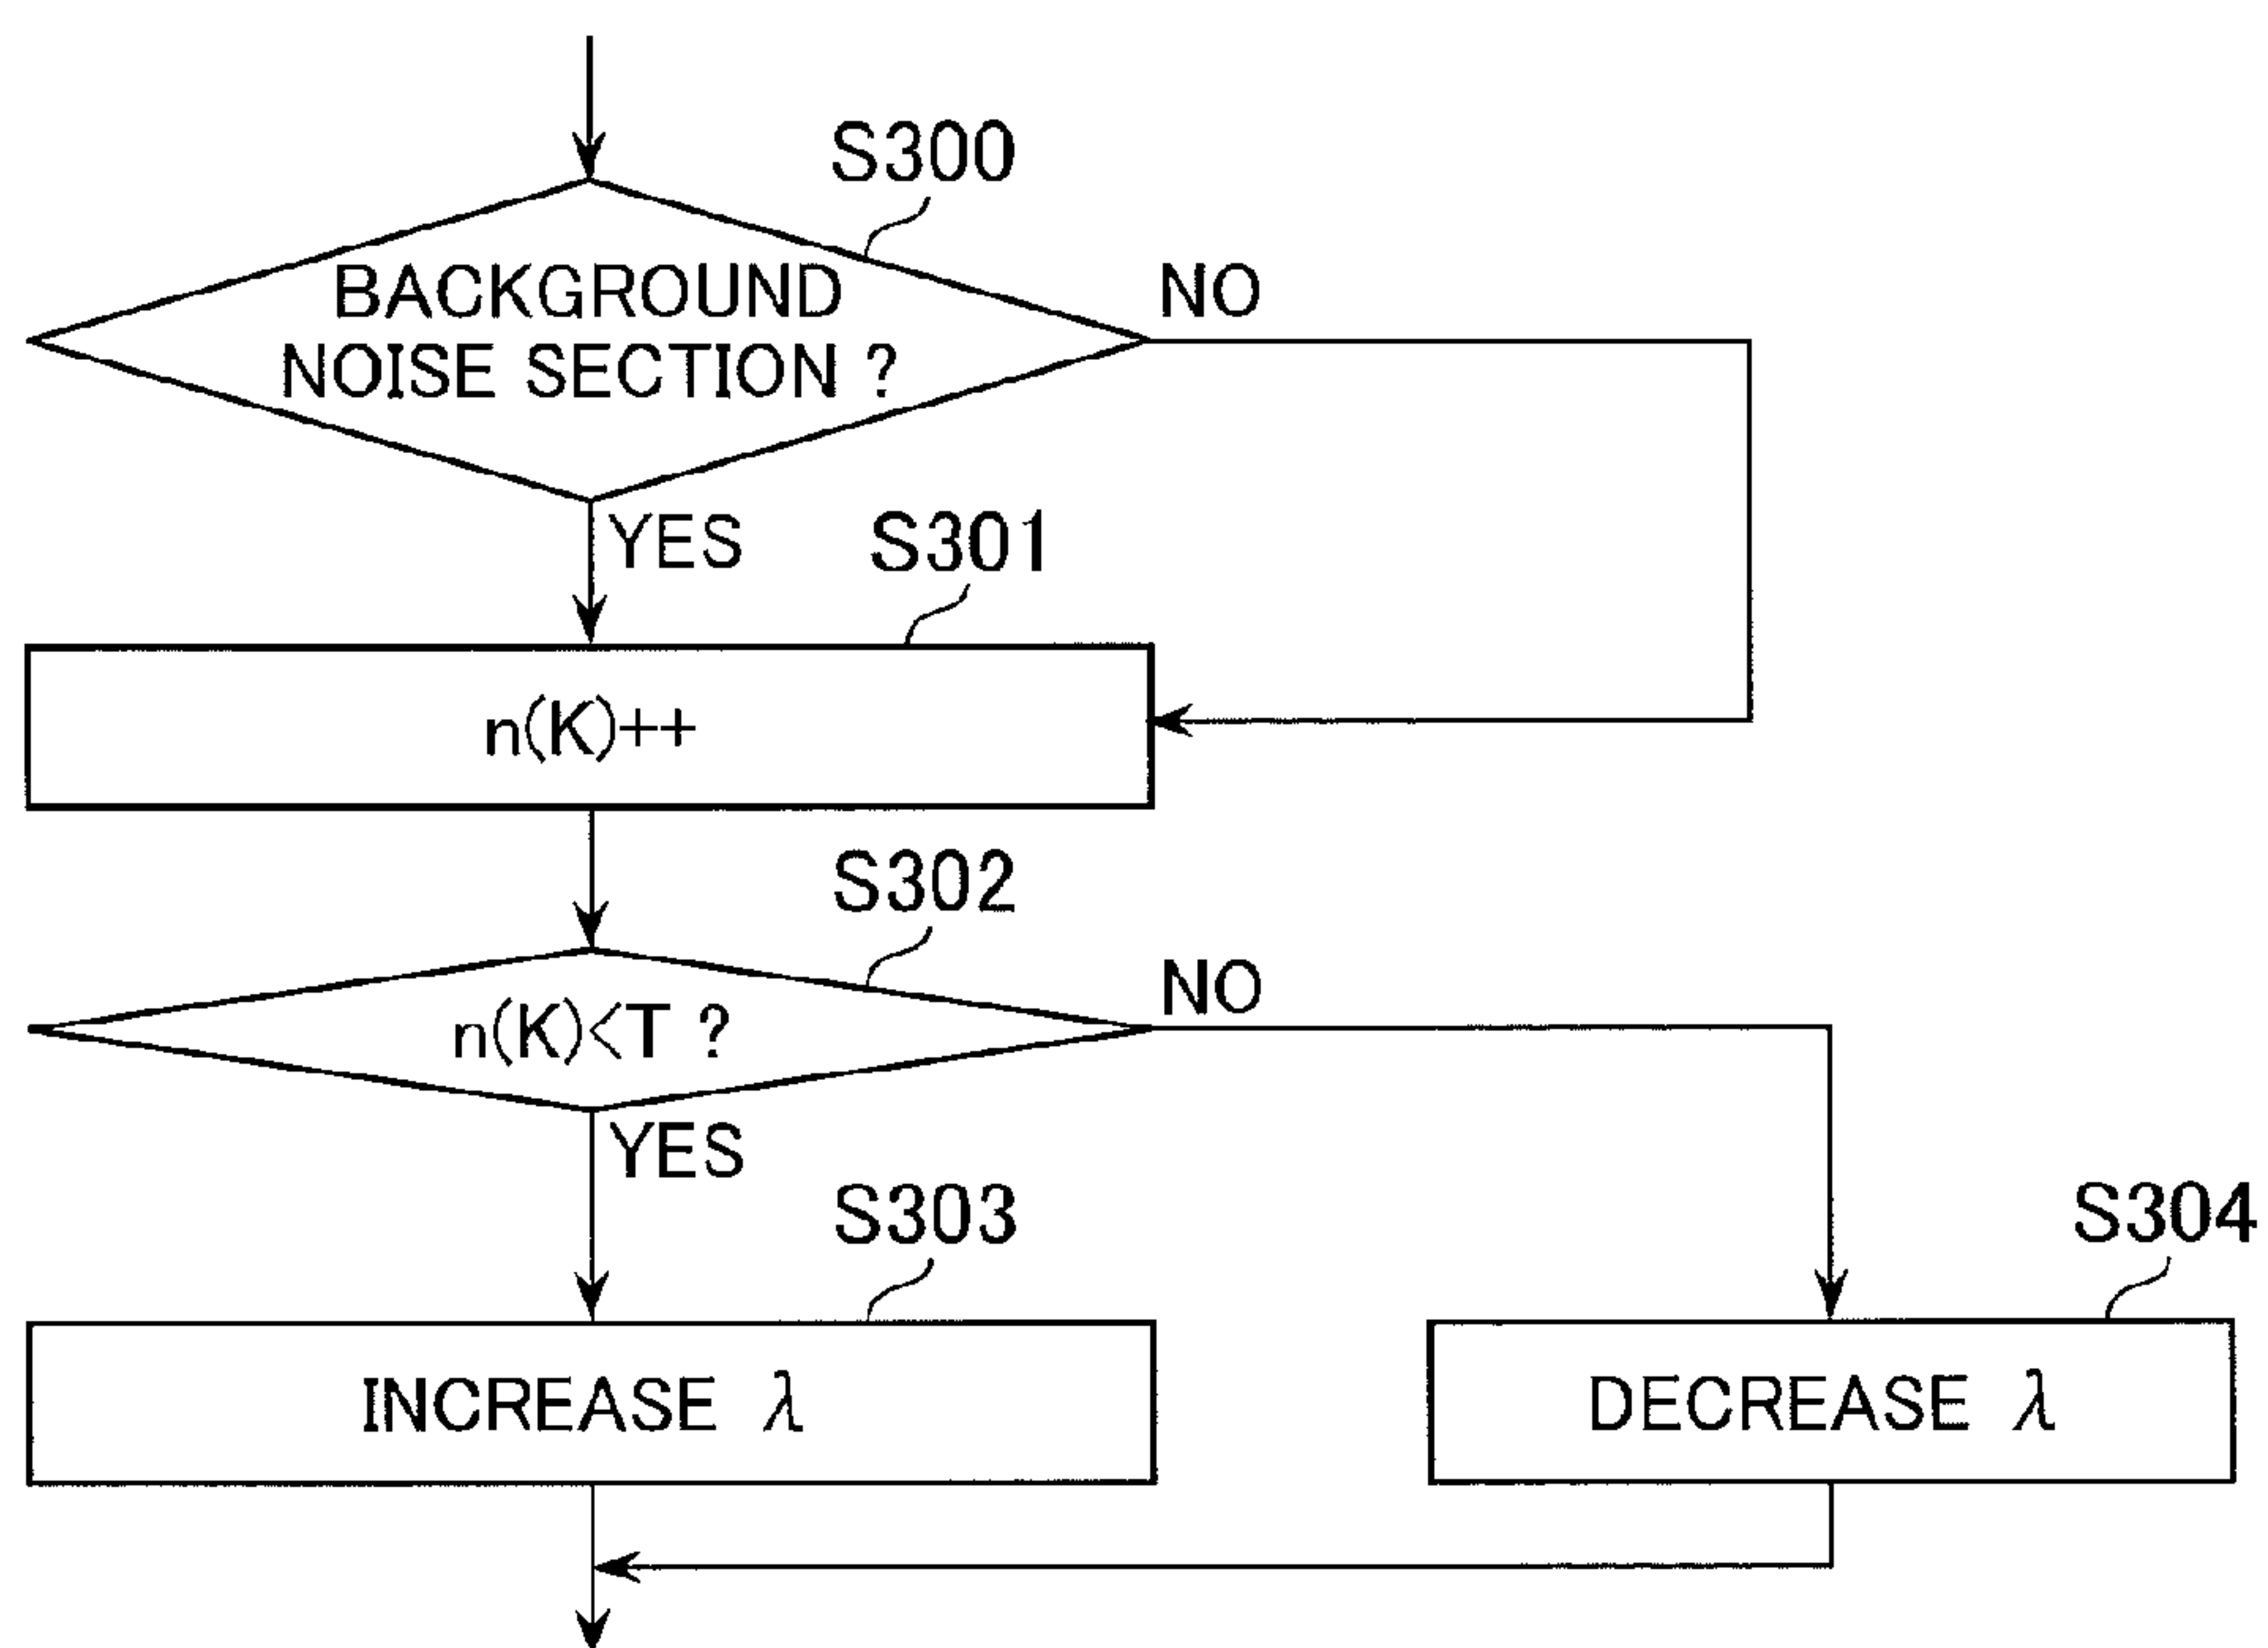 S300
BACKGROUND
NOISE SECTION ?
NO
YES
S301
n(K)++
S302
n(K)<T ?
NO
YES
S303
INCREASE λ
S304
DECREASE λ